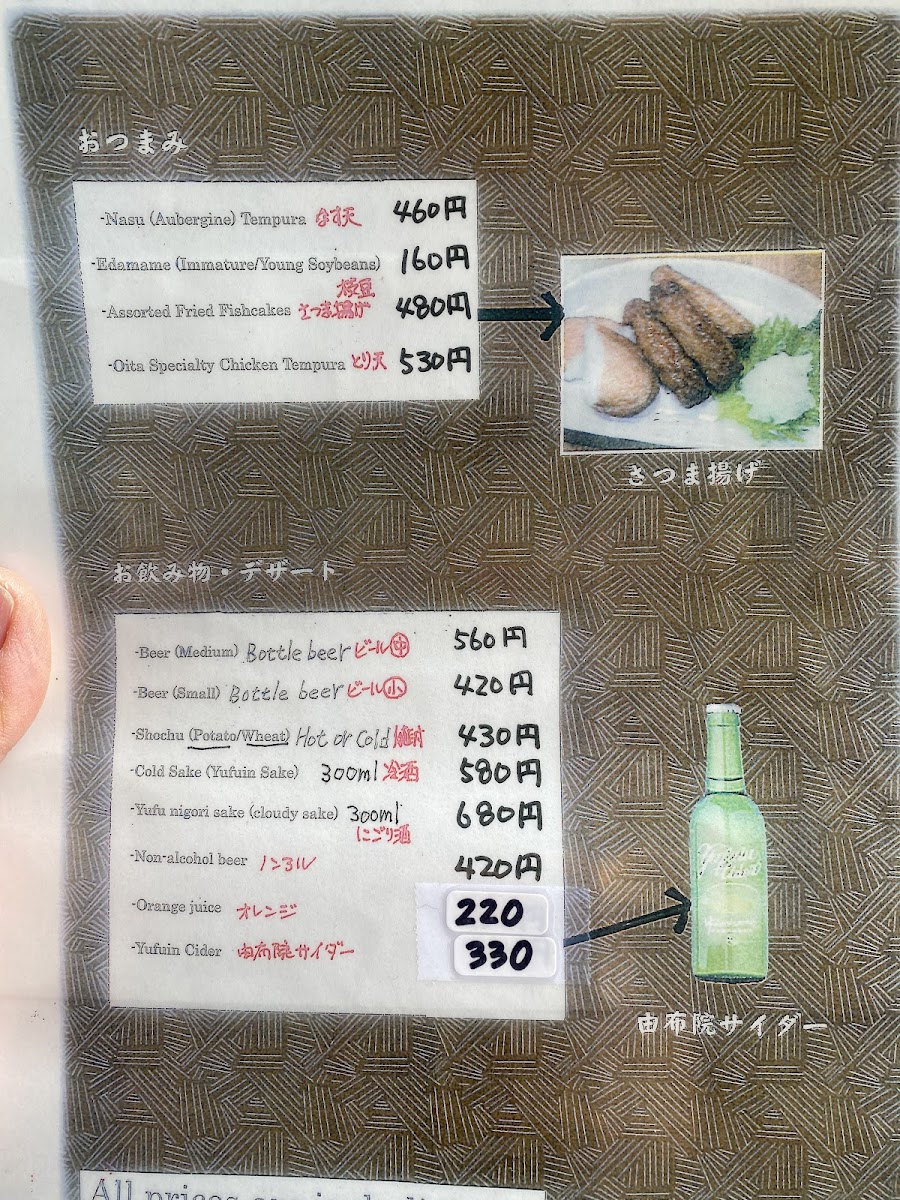 おつまみ
-Nasu (Aubergine) Tempura なす天 460円
-Edamame (Immature/Young Soybeans) 160円
枝豆
-Assorted Fried Fishcakes さつま揚げ 480円
-Oita Specialty Chicken Tempura とり天 530円
さつま揚げ
お飲み物・デザート
-Beer (Medium) Bottle beer ビール㊥ 560円
-Beer (Small) Bottle beer ビール小 420円
-Shochu (Potato/Wheat) Hot or Cold 430円
-Cold Sake (Yufuin Sake) 300ml 冷酒 580円
-Yufu nigori sake (cloudy sake) 300ml 680円
にごり酒
-Non-alcohol beer ノンアル 420円
-Orange juice オレンジ 220
-Yufuin Cider 由布院サイダー 330
由布院サイダー
All prices